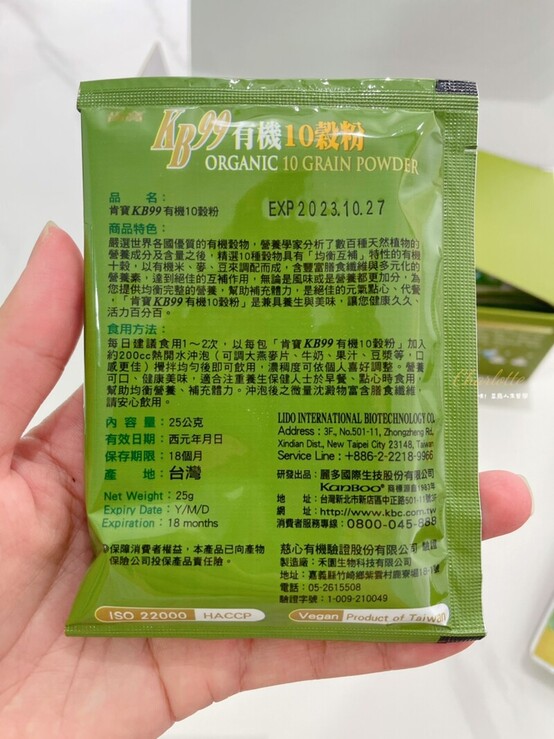 KB99有機10穀粉
ORGANIC 10 GRAIN POWDER
品名：
肯寶KB99有機10穀粉
EXP 2023.10.27
商品特色：
嚴選世界各國優質的有機穀物，營養學家分析了數百種天然植物的
營養成分及含量之後，精選10種穀物具有「均衡互補」特性的有機
十穀，以有機米、麥、豆來調配而成，含豐富膳食纖維與多元化的
營養素，達到絕佳的互補作用，無論是風味或是營養都更加分，為
您提供均衡完整的營養，幫助補充體力，是絕佳的元氣點心、代餐
，「肯寶KB99有機10穀粉」是兼具養生與美味，讓您健康久久、
活力百分百。
食用方法：
每日建議食用1～2次，以每包「肯寶KB99有機10穀粉」加入
約200cc熱開水沖泡（可調大燕麥片、牛奶、果汁、豆漿等，口
感更佳）攪拌均勻後即可飲用，濃稠度可依個人喜好調整。營養
可口、健康美味，適合注重養生保健人士於早餐、點心時食用，
幫助均衡營養、補充體力。沖泡後之微量沈澱物富含膳食纖維，
請安心飲用。
內容量：25公克
有效日期：西元年月日
保存期限：18個月
產地：台灣
Net Weight : 25g
Expiry Date : Y/M/D
Expiration : 18 months
保障消費者權益，本產品已向產物
保險公司投保產品責任險。
LIDO INTERNATIONAL BIOTECHNOLOGY CO.
Address : 3F., No.501-11, Zhongzheng Rd.,
Xindian Dist., New Taipei City 23148, Taiwan
Service Line : +886-2-2218-9966
研發出品：麗多國際生技股份有限公司
KanBoo®
地址：台灣新北市新店區中正路501-11號3F
網址：http://www.kbc.com.tw
消費者服務專線：0800-045-888
慈心有機驗證股份有限公司 驗證
製造廠：禾園生物科技有限公司
地址：嘉義縣竹崎鄉紫雲村鹿寮堀18-1號
電話：05-2615508
驗證字號：1-009-210049
ISO 22000 HACCP
Vegan Product of Taiwan
Charlotte